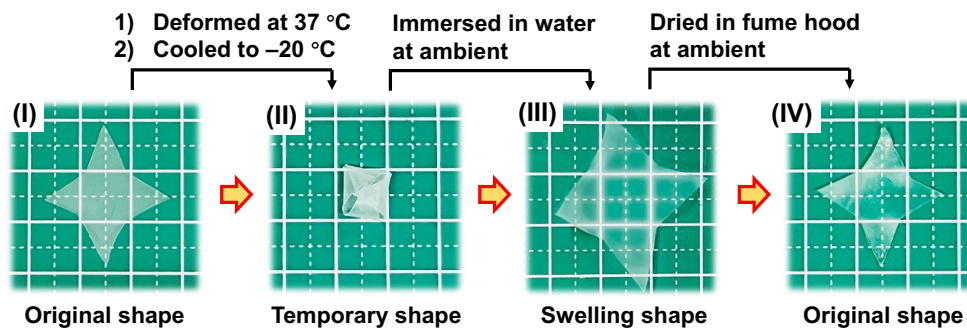 1) Deformed at 37 °C
2) Cooled to –20 °C
Immersed in water
at ambient
Dried in fume hood
at ambient
(I)
(II)
(III)
(IV)
Original shape
Temporary shape
Swelling shape
Original shape